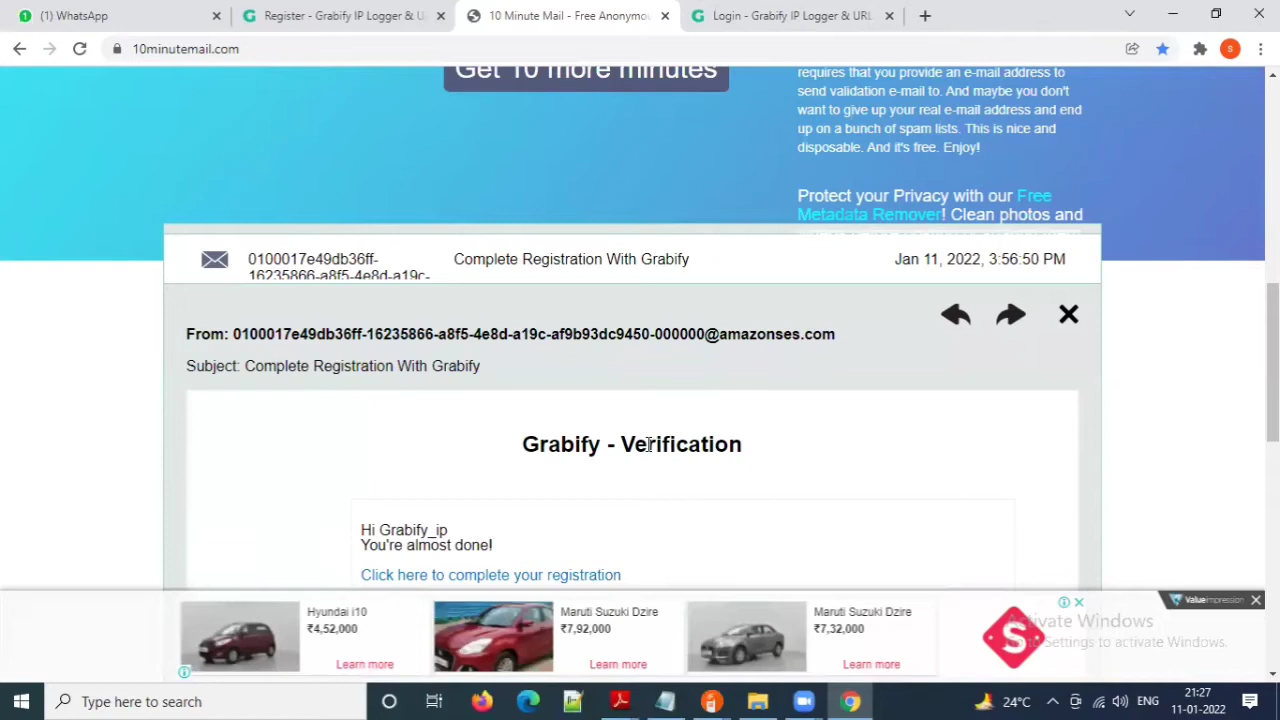 (1) WhatsApp
Register - Grabify IP Logger & U
10 Minute Mail - Free Anonymo
Login - Grabify IP Logger & URL
10minutemail.com
S
Get 10 more minutes
requires that you provide an e-mail address to
send validation e-mail to. And maybe you don't
want to give up your real e-mail address and end
up on a bunch of spam lists. This is nice and
disposable. And it's free. Enjoy!
Protect your Privacy with our Free
Metadata Remover! Clean photos and
0100017e49db36ff-
16235866-a8f5-4e8d-a19c-
Complete Registration With Grabify
Jan 11, 2022, 3:56:50 PM
From: 0100017e49db36ff-16235866-a8f5-4e8d-a19c-af9b93dc9450-000000@amazonses.com
Subject: Complete Registration With Grabify
Grabify - Verification
Hi Grabify_ip
You're almost done!
Click here to complete your registration
Hyundai i10
₹4,52,000
Learn more
Maruti Suzuki Dzire
₹7,92,000
Learn more
Maruti Suzuki Dzire
₹7,32,000
Learn more
ValueImpression
Activate Windows
Go to Settings to activate Windows.
Type here to search
24°C
ENG
21:27
11-01-2022